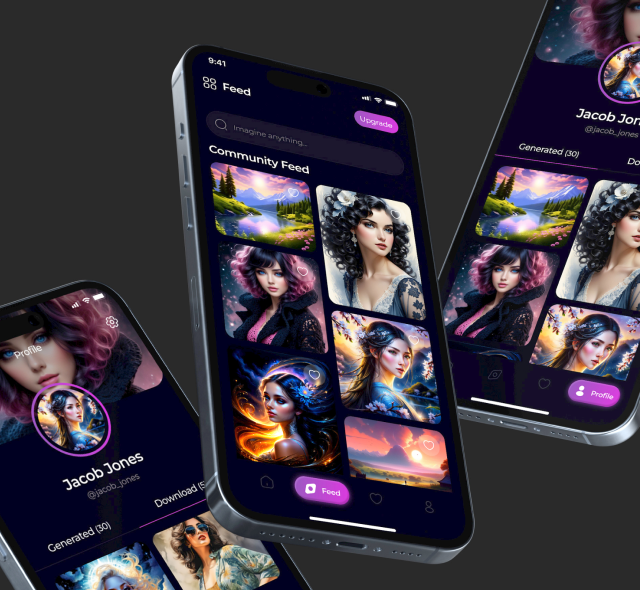 9:41
Feed
Upgrade
Imagine anything...
Community Feed
Feed
Profile
Jacob Jones
@jacob_jones
Generated (30)
Download (5
Jacob Jon
@jacob_jones
Generated (30)
Do
Profile